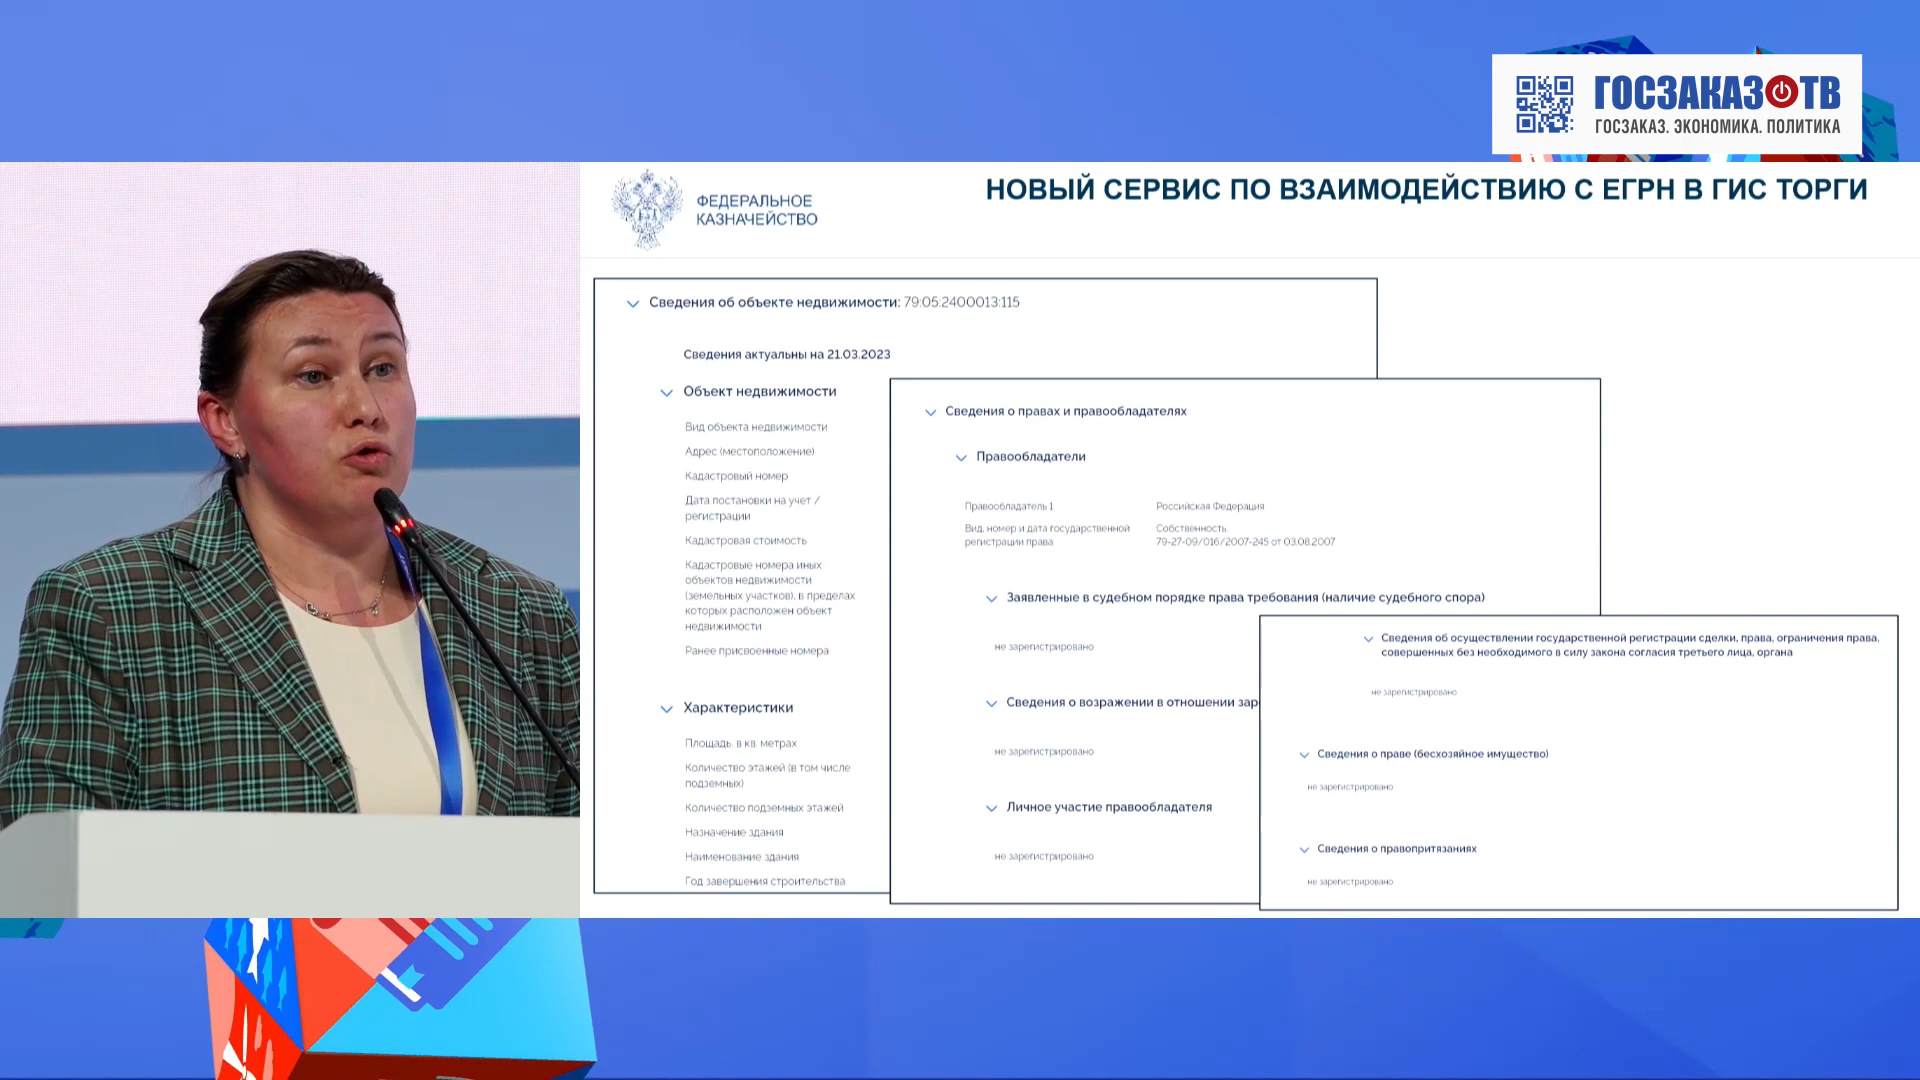 ГОСЗАКАЗ ТВ
ГОСЗАКАЗ. ЭКОНОМИКА. ПОЛИТИКА
ФЕДЕРАЛЬНОЕ
КАЗНАЧЕЙСТВО
НОВЫЙ СЕРВИС ПО ВЗАИМОДЕЙСТВИЮ С ЕГРН В ГИС ТОРГИ
Сведения об объекте недвижимости: 79:05:2400013:115
Сведения актуальны на 21.03.2023
Объект недвижимости
Вид объекта недвижимости
Адрес (местоположение)
Кадастровый номер
Дата постановки на учет /
регистрации
Кадастровая стоимость
Кадастровые номера иных
объектов недвижимости
(земельных участков), в пределах
которых расположен объект
недвижимости
Ранее присвоенные номера
Характеристики
Площадь, в кв. метрах
Количество этажей (в том числе
подземных)
Количество подземных этажей
Назначение здания
Наименование здания
Год завершения строительства
Сведения о правах и правообладателях
Правообладатели
Правообладатель 1 Российская Федерация
Вид, номер и дата государственной Собственность,
регистрации права 79-27-09/016/2007-245 от 03.08.2007
Заявленные в судебном порядке права требования (наличие судебного спора)
не зарегистрировано
Сведения о возражении в отношении зар
не зарегистрировано
Личное участие правообладателя
не зарегистрировано
Сведения об осуществлении государственной регистрации сделки, права, ограничения права,
совершенных без необходимого в силу закона согласия третьего лица, органа
не зарегистрировано
Сведения о праве (бесхозяйное имущество)
не зарегистрировано
Сведения о правопритязаниях
не зарегистрировано